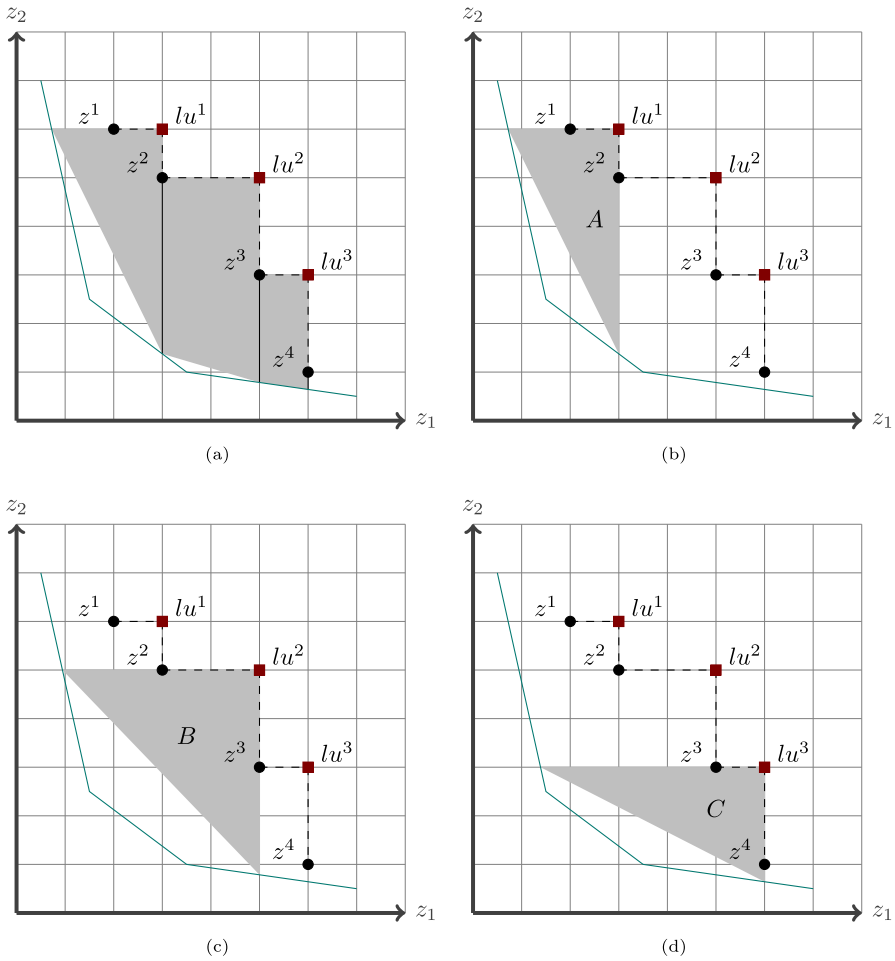 z₂ z₂
z¹ lu¹ z¹ lu¹
z² lu² z² lu²
A
z³ lu³ z³ lu³
z⁴ z⁴
z₁ z₁
(a) (b)
z₂ z₂
z¹ lu¹ z¹ lu¹
z² lu² z² lu²
B
z³ lu³ z³ lu³
C
z⁴ z⁴
z₁ z₁
(c) (d)